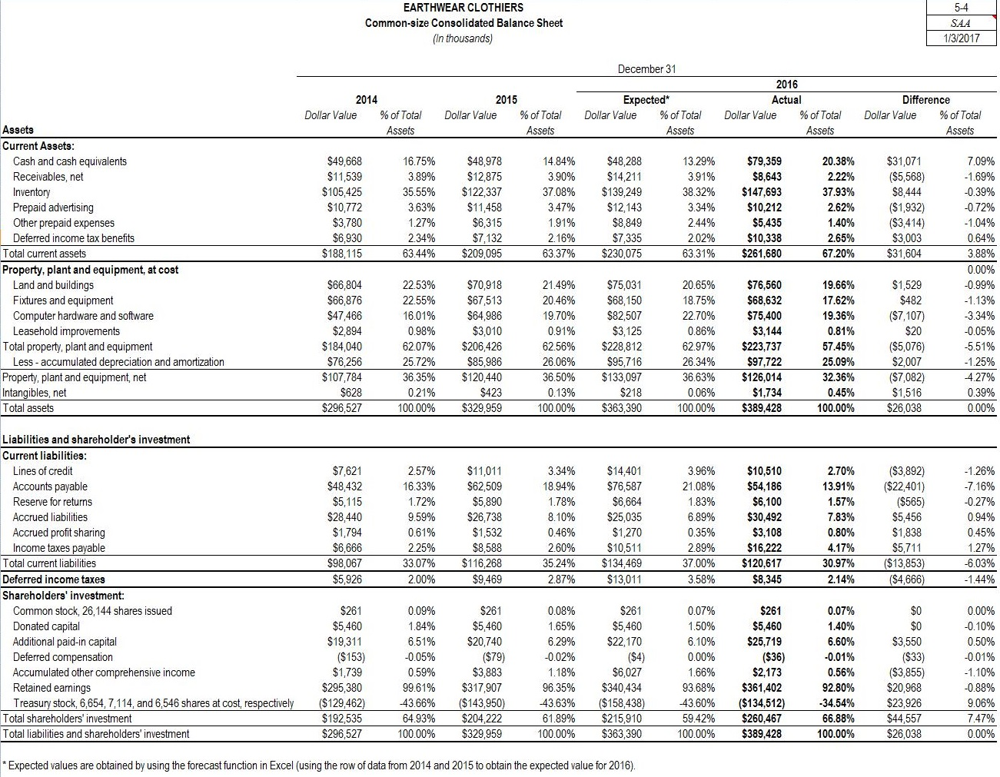 EARTHWEAR CLOTHIERS 5-4
Common-size Consolidated Balance Sheet SAA
(In thousands) 1/3/2017
December 31
2016
2014 2015 Expected* Actual Difference
Dollar Value % of Total Dollar Value % of Total Dollar Value % of Total Dollar Value % of Total Dollar Value % of Total
Assets Assets Assets Assets Assets Assets
Current Assets:
Cash and cash equivalents $49,668 16.75% $48,978 14.84% $48,288 13.29% $79,359 20.38% $31,071 7.09%
Receivables, net $11,539 3.89% $12,875 3.90% $14,211 3.91% $8,643 2.22% ($5,568) -1.69%
Inventory $105,425 35.55% $122,337 37.08% $139,249 38.32% $147,693 37.93% $8,444 -0.39%
Prepaid advertising $10,772 3.63% $11,458 3.47% $12,143 3.34% $10,212 2.62% ($1,932) -0.72%
Other prepaid expenses $3,780 1.27% $6,315 1.91% $8,849 2.44% $5,435 1.40% ($3,414) -1.04%
Deferred income tax benefits $6,930 2.34% $7,132 2.16% $7,335 2.02% $10,338 2.65% $3,003 0.64%
Total current assets $188,115 63.44% $209,095 63.37% $230,075 63.31% $261,680 67.20% $31,604 3.88%
Property, plant and equipment, at cost 0.00%
Land and buildings $66,804 22.53% $70,918 21.49% $75,031 20.65% $76,560 19.66% $1,529 -0.99%
Fixtures and equipment $66,876 22.55% $67,513 20.46% $68,150 18.75% $68,632 17.62% $482 -1.13%
Computer hardware and software $47,466 16.01% $64,986 19.70% $82,507 22.70% $75,400 19.36% ($7,107) -3.34%
Leasehold improvements $2,894 0.98% $3,010 0.91% $3,125 0.86% $3,144 0.81% $20 -0.05%
Total property, plant and equipment $184,040 62.07% $206,426 62.56% $228,812 62.97% $223,737 57.45% ($5,076) -5.51%
Less - accumulated depreciation and amortization $76,256 25.72% $85,986 26.06% $95,716 26.34% $97,722 25.09% $2,007 -1.25%
Property, plant and equipment, net $107,784 36.35% $120,440 36.50% $133,097 36.63% $126,014 32.36% ($7,082) -4.27%
Intangibles, net $628 0.21% $423 0.13% $218 0.06% $1,734 0.45% $1,516 0.39%
Total assets $296,527 100.00% $329,959 100.00% $363,390 100.00% $389,428 100.00% $26,038 0.00%
Liabilities and shareholder's investment
Current liabilities:
Lines of credit $7,621 2.57% $11,011 3.34% $14,401 3.96% $10,510 2.70% ($3,892) -1.26%
Accounts payable $48,432 16.33% $62,509 18.94% $76,587 21.08% $54,186 13.91% ($22,401) -7.16%
Reserve for returns $5,115 1.72% $5,890 1.78% $6,664 1.83% $6,100 1.57% ($565) -0.27%
Accrued liabilities $28,440 9.59% $26,738 8.10% $25,035 6.89% $30,492 7.83% $5,456 0.94%
Accrued profit sharing $1,794 0.61% $1,532 0.46% $1,270 0.35% $3,108 0.80% $1,838 0.45%
Income taxes payable $6,666 2.25% $8,588 2.60% $10,511 2.89% $16,222 4.17% $5,711 1.27%
Total current liabilities $98,067 33.07% $116,268 35.24% $134,469 37.00% $120,617 30.97% ($13,853) -6.03%
Deferred income taxes $5,926 2.00% $9,469 2.87% $13,011 3.58% $8,345 2.14% ($4,666) -1.44%
Shareholders' investment:
Common stock, 26,144 shares issued $261 0.09% $261 0.08% $261 0.07% $261 0.07% $0 0.00%
Donated capital $5,460 1.84% $5,460 1.65% $5,460 1.50% $5,460 1.40% $0 -0.10%
Additional paid-in capital $19,311 6.51% $20,740 6.29% $22,170 6.10% $25,719 6.60% $3,550 0.50%
Deferred compensation ($153) -0.05% ($79) -0.02% ($4) 0.00% ($36) -0.01% ($33) -0.01%
Accumulated other comprehensive income $1,739 0.59% $3,883 1.18% $6,027 1.66% $2,173 0.56% ($3,855) -1.10%
Retained earnings $295,380 99.61% $317,907 96.35% $340,434 93.68% $361,402 92.80% $20,968 -0.88%
Treasury stock, 6,654, 7,114, and 6,546 shares at cost, respectively ($129,462) -43.66% ($143,950) -43.63% ($158,438) -43.60% ($134,512) -34.54% $23,926 9.06%
Total shareholders' investment $192,535 64.93% $204,222 61.89% $215,910 59.42% $260,467 66.88% $44,557 7.47%
Total liabilities and shareholders' investment $296,527 100.00% $329,959 100.00% $363,390 100.00% $389,428 100.00% $26,038 0.00%
* Expected values are obtained by using the forecast function in Excel (using the row of data from 2014 and 2015 to obtain the expected value for 2016).